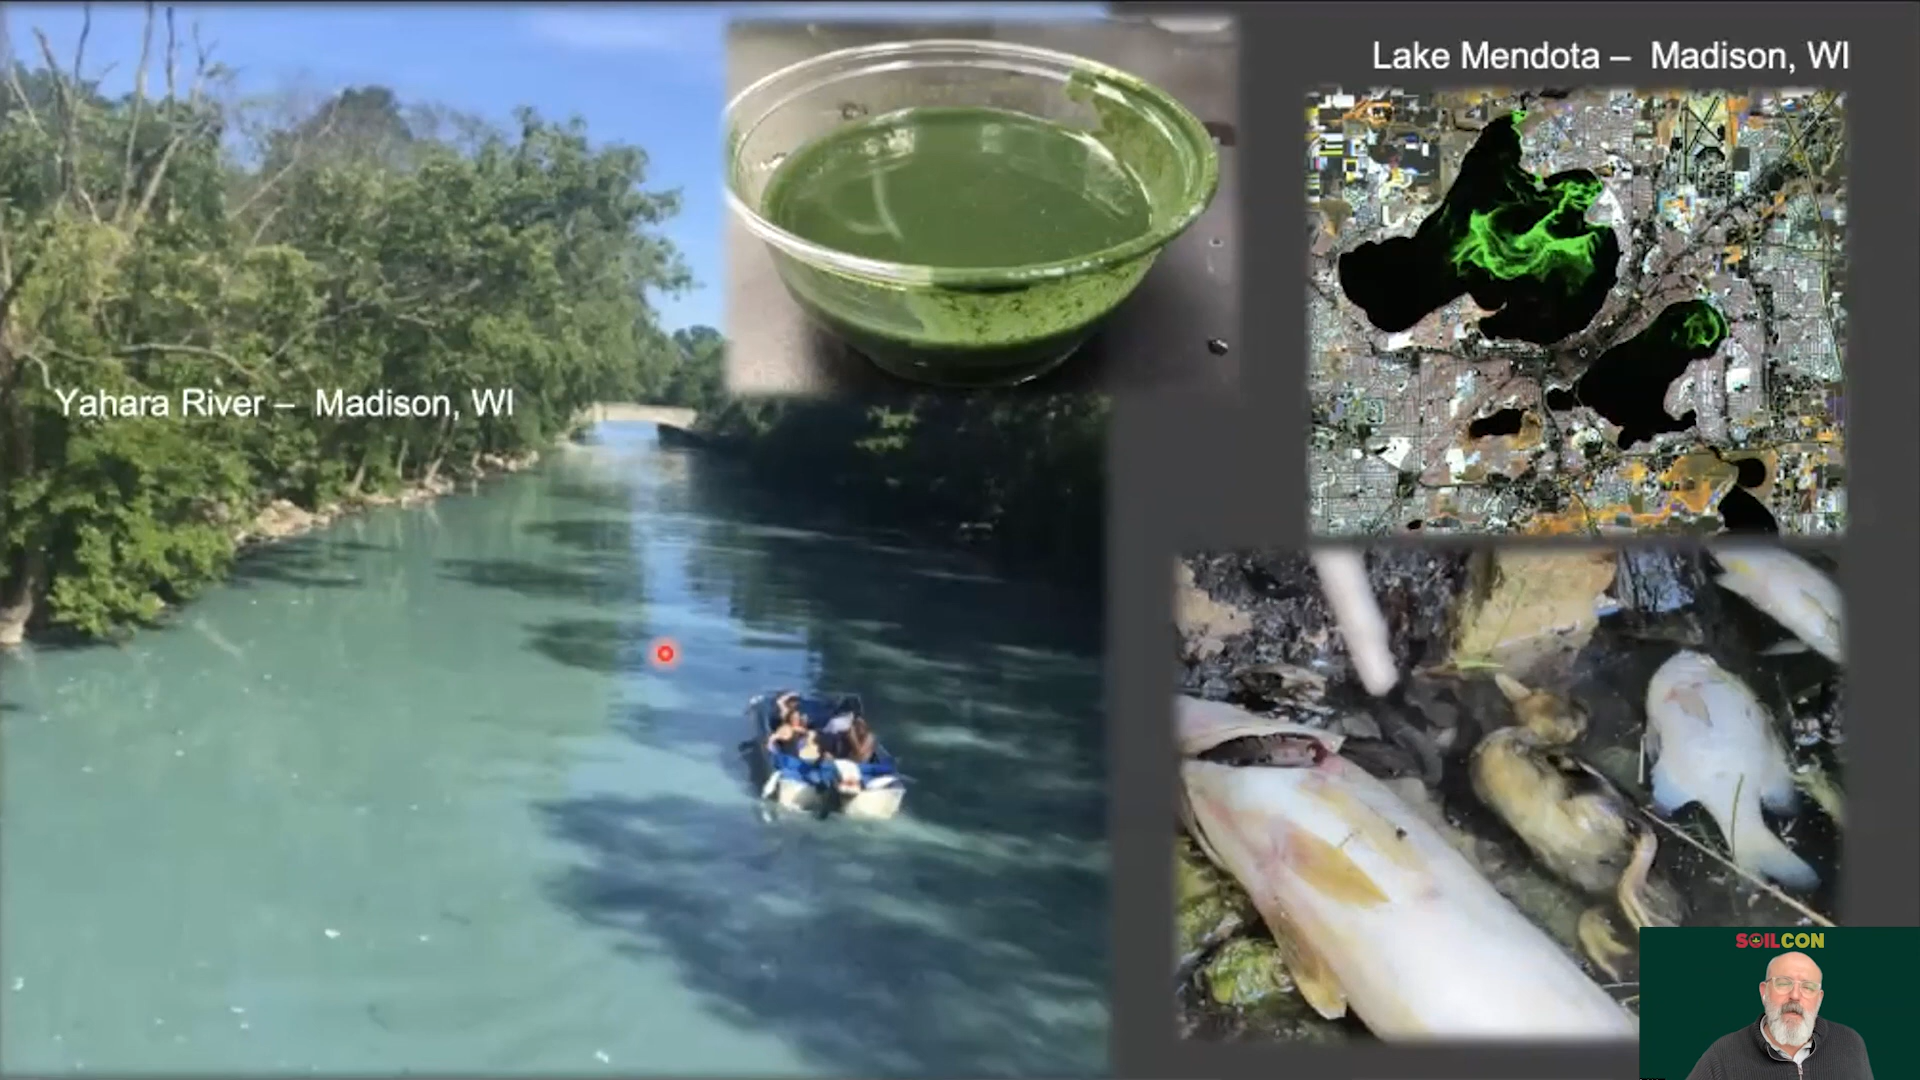 Lake Mendota –  Madison, WI
Yahara River –  Madison, WI
SOILCON